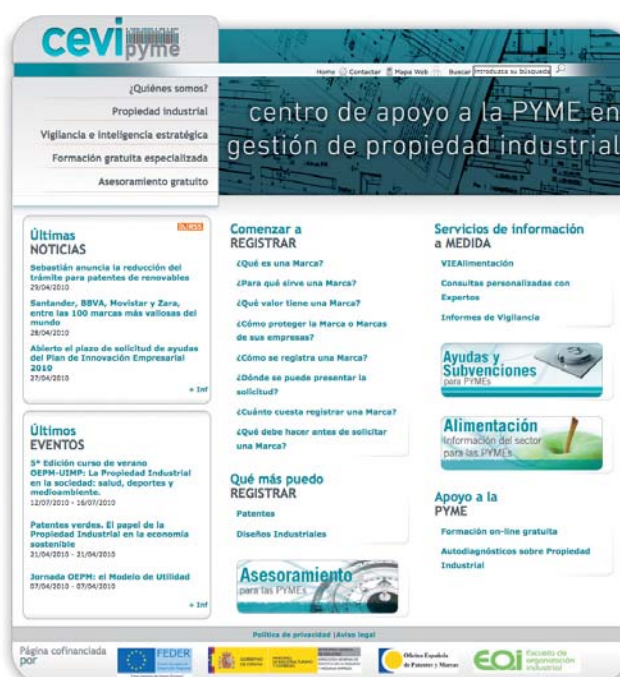 cevipyme
Home Contactar Mapa Web Buscar Introduzca su búsqueda
¿Quiénes somos?
Propiedad industrial
Vigilancia e inteligencia estratégica
Formación gratuita especializada
Asesoramiento gratuito
centro de apoyo a la PYME en
gestión de propiedad industrial
RSS
Últimas
NOTICIAS
Sebastián anuncia la reducción del
trámite para patentes de renovables
29/04/2010
Santander, BBVA, Movistar y Zara,
entre las 100 marcas más valiosas del
mundo
28/04/2010
Abierto el plazo de solicitud de ayudas
del Plan de Innovación Empresarial
2010
27/04/2010
+ Inf
Últimos
EVENTOS
5ª Edición curso de verano
OEPM-UIMP: La Propiedad Industrial
en la sociedad: salud, deportes y
medioambiente.
12/07/2010 - 16/07/2010
Patentes verdes. El papel de la
Propiedad Industrial en la economía
sostenible
21/04/2010 - 21/04/2010
Jornada OEPM: el Modelo de Utilidad
07/04/2010 - 07/04/2010
+ Inf
Comenzar a
REGISTRAR
¿Qué es una Marca?
¿Para qué sirve una Marca?
¿Qué valor tiene una Marca?
¿Cómo proteger la Marca o Marcas
de sus empresas?
¿Cómo se registra una Marca?
¿Dónde se puede presentar la
solicitud?
¿Cuánto cuesta registrar una Marca?
¿Qué debe hacer antes de solicitar
una Marca?
Qué más puedo
REGISTRAR
Patentes
Diseños Industriales
Asesoramiento
para las PYMEs
Servicios de información
a MEDIDA
VIEAlimentación
Consultas personalizadas con
Expertos
Informes de Vigilancia
Ayudas y
Subvenciones
para PYMEs
Alimentación
Información del sector
para las PYMEs
Apoyo a la
PYME
Formación on-line gratuita
Autodiagnósticos sobre Propiedad
Industrial
Política de privacidad |Aviso legal
Página cofinanciada
por
FEDER
GOBIERNO
DE ESPAÑA
Oficina Española
de Patentes y Marcas
EOI Escuela de
organización
industrial